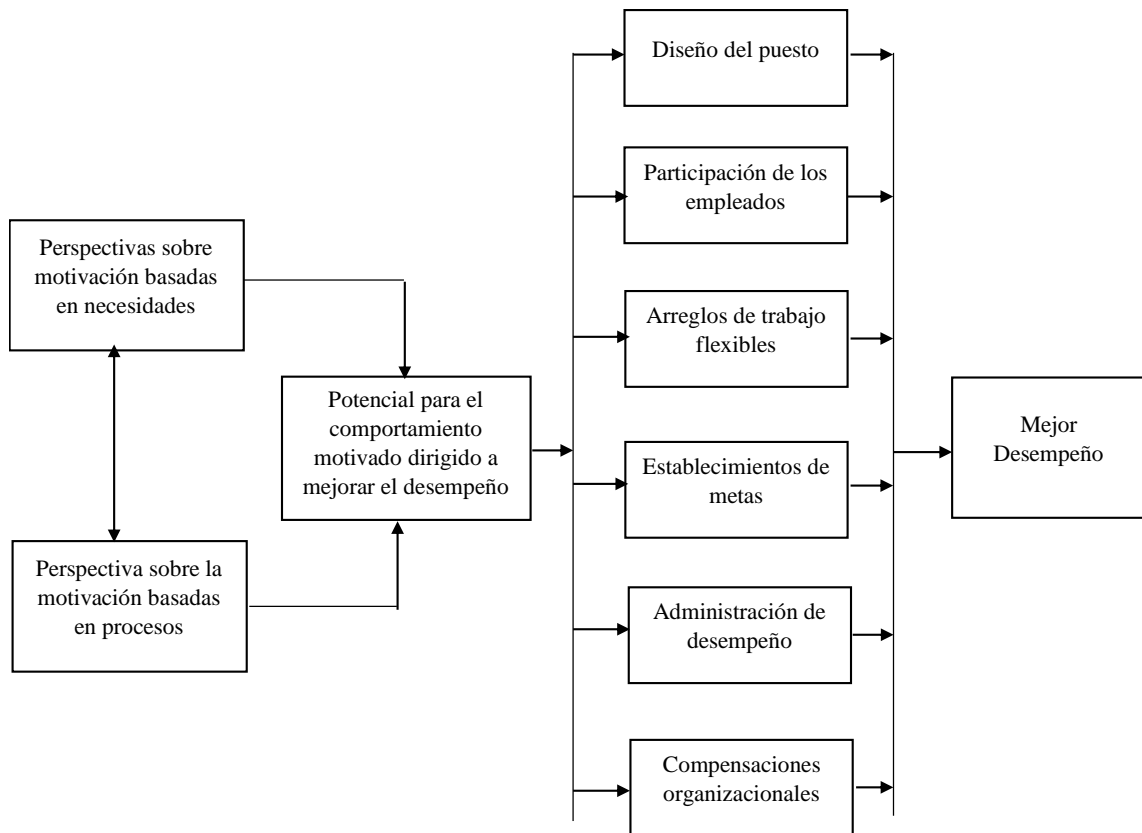 Diseño del puesto
Participación de los
empleados
Perspectivas sobre
motivación basadas
en necesidades
Arreglos de trabajo
flexibles
Potencial para el
comportamiento
motivado dirigido a
mejorar el desempeño
Mejor
Desempeño
Establecimientos de
metas
Perspectiva sobre la
motivación basadas
en procesos
Administración de
desempeño
Compensaciones
organizacionales